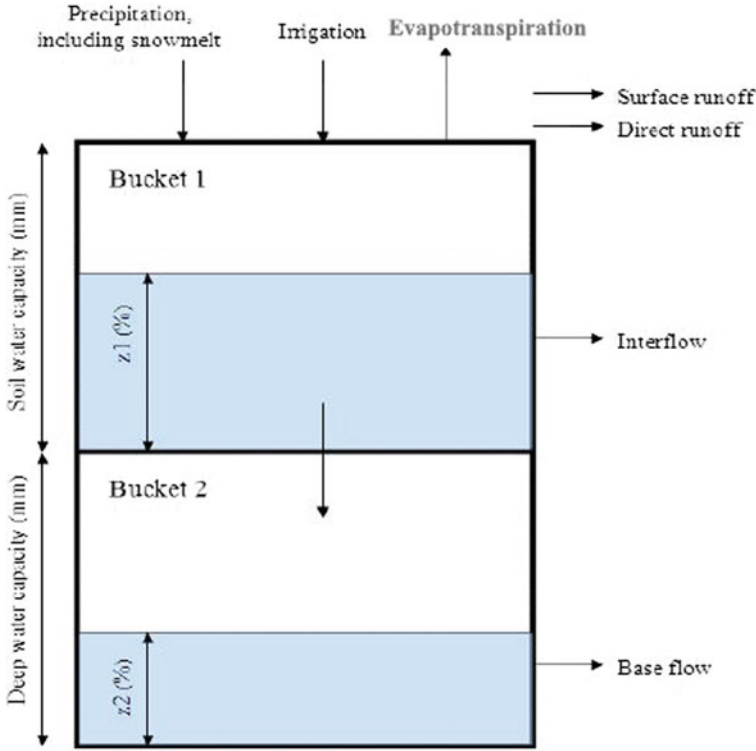 Precipitation,
including snowmelt
Irrigation
Evapotranspiration
Surface runoff
Direct runoff
Bucket 1
Soil water capacity (mm)
z1 (%)
Interflow
Bucket 2
Deep water capacity (mm)
z2 (%)
Base flow